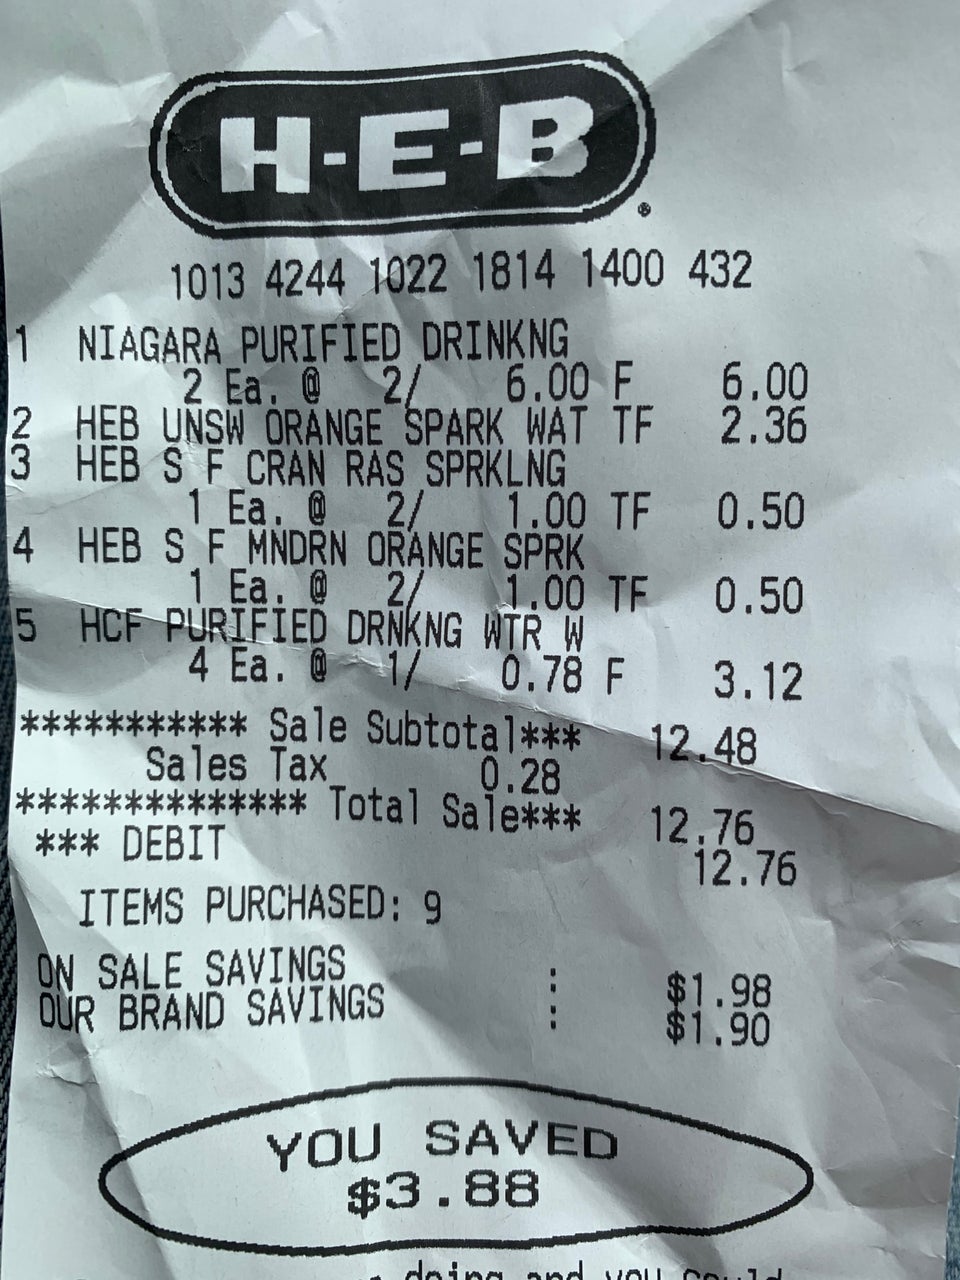 H-E-B®
1013 4244 1022 1814 1400 432
1 NIAGARA PURIFIED DRINKNG
2 Ea. @ 2/ 6.00 F 6.00
2 HEB UNSW ORANGE SPARK WAT TF 2.36
3 HEB S F CRAN RAS SPRKLNG
1 Ea. @ 2/ 1.00 TF 0.50
4 HEB S F MNDRN ORANGE SPRK
1 Ea. @ 2/ 1.00 TF 0.50
5 HCF PURIFIED DRNKNG WTR W
4 Ea. @ 1/ 0.78 F 3.12
*********** Sale Subtotal*** 12.48
Sales Tax 0.28
************** Total Sale*** 12.76
*** DEBIT 12.76
ITEMS PURCHASED: 9
ON SALE SAVINGS : $1.98
OUR BRAND SAVINGS : $1.90
YOU SAVED
$3.88
doing and you could